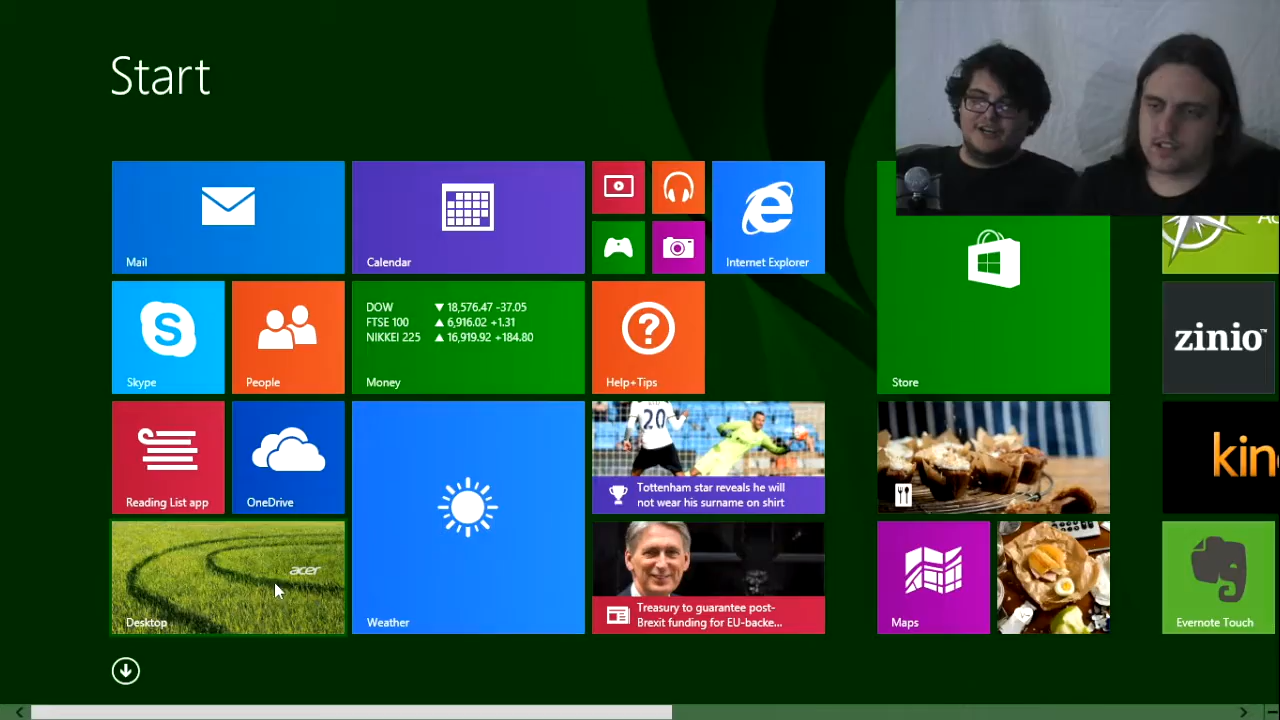 Start
Mail
Calendar
Internet Explorer
Skype
People
DOW ▼ 18,576.47 -37.05
FTSE 100 ▲ 6,916.02 +1.31
NIKKEI 225 ▲ 16,919.92 +184.80
Money
Help+Tips
Store
zinio™
Reading List app
OneDrive
20
Tottenham star reveals he will
not wear his surname on shirt
kin
acer
Desktop
Weather
Treasury to guarantee post-
Brexit funding for EU-backe...
Maps
Evernote Touch